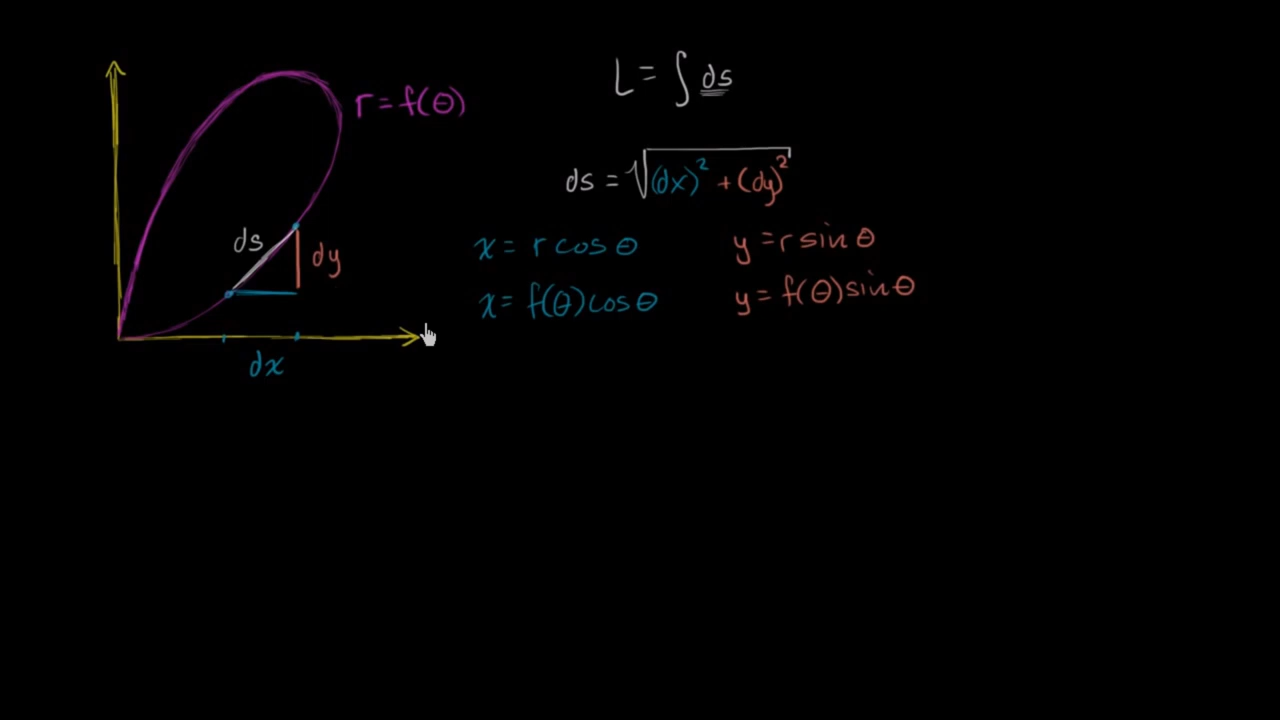 r = f(θ)
L = ∫ ds
ds = √((dx)² + (dy)²)
x = r cos θ
y = r sin θ
x = f(θ) cos θ
y = f(θ) sin θ
ds
dy
dx